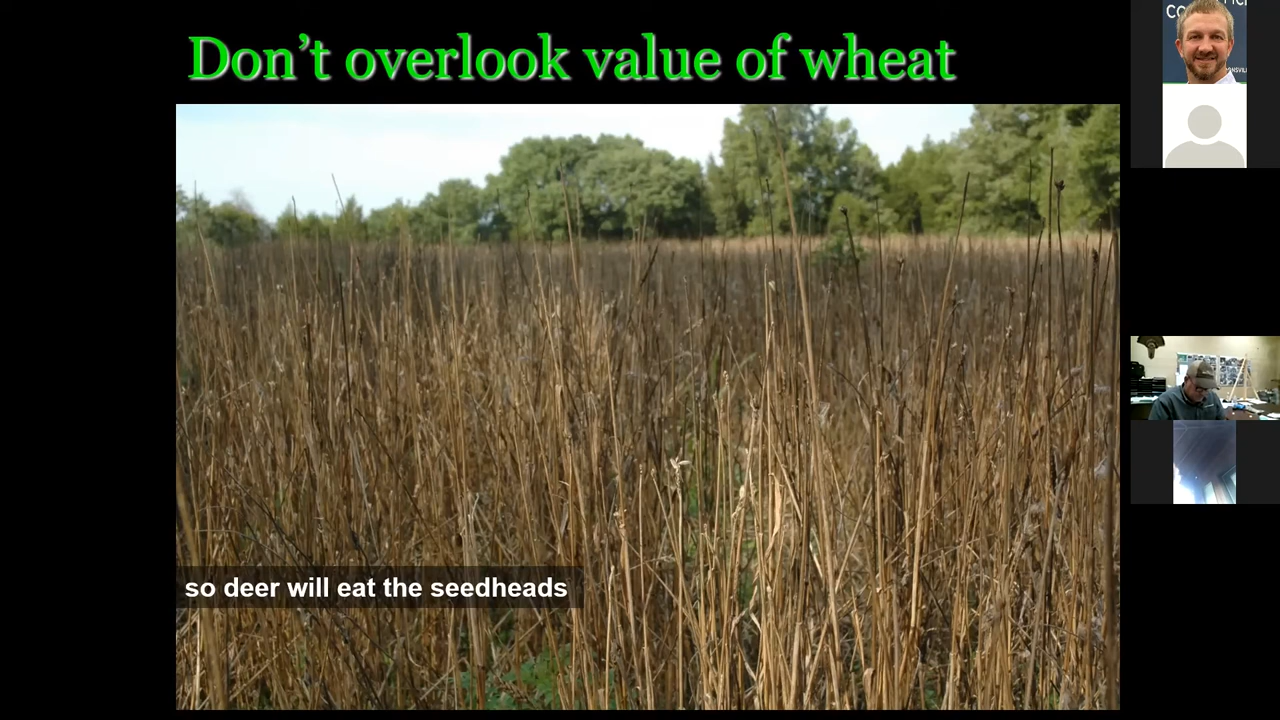 Don't overlook value of wheat
so deer will eat the seedheads